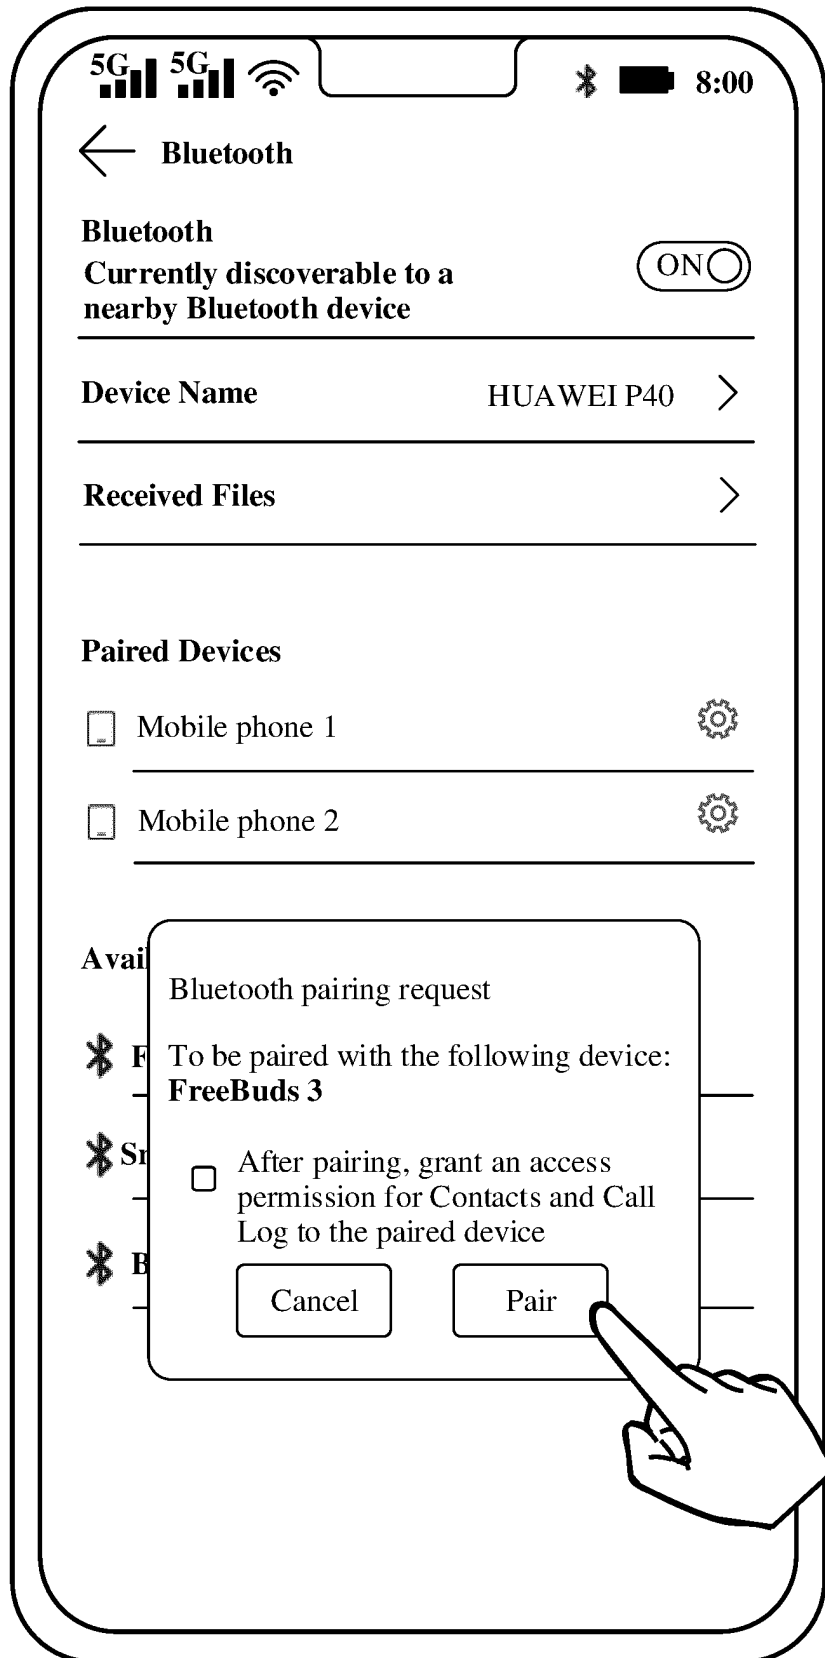 5G 5G 8:00
Bluetooth
Bluetooth
ON
Currently discoverable to a
nearby Bluetooth device
Device Name HUAWEI P40
Received Files
Paired Devices
Mobile phone 1
Mobile phone 2
Avail
Bluetooth pairing request
F
To be paired with the following device:
FreeBuds 3
Sr
After pairing, grant an access
permission for Contacts and Call
Log to the paired device
B
Cancel Pair